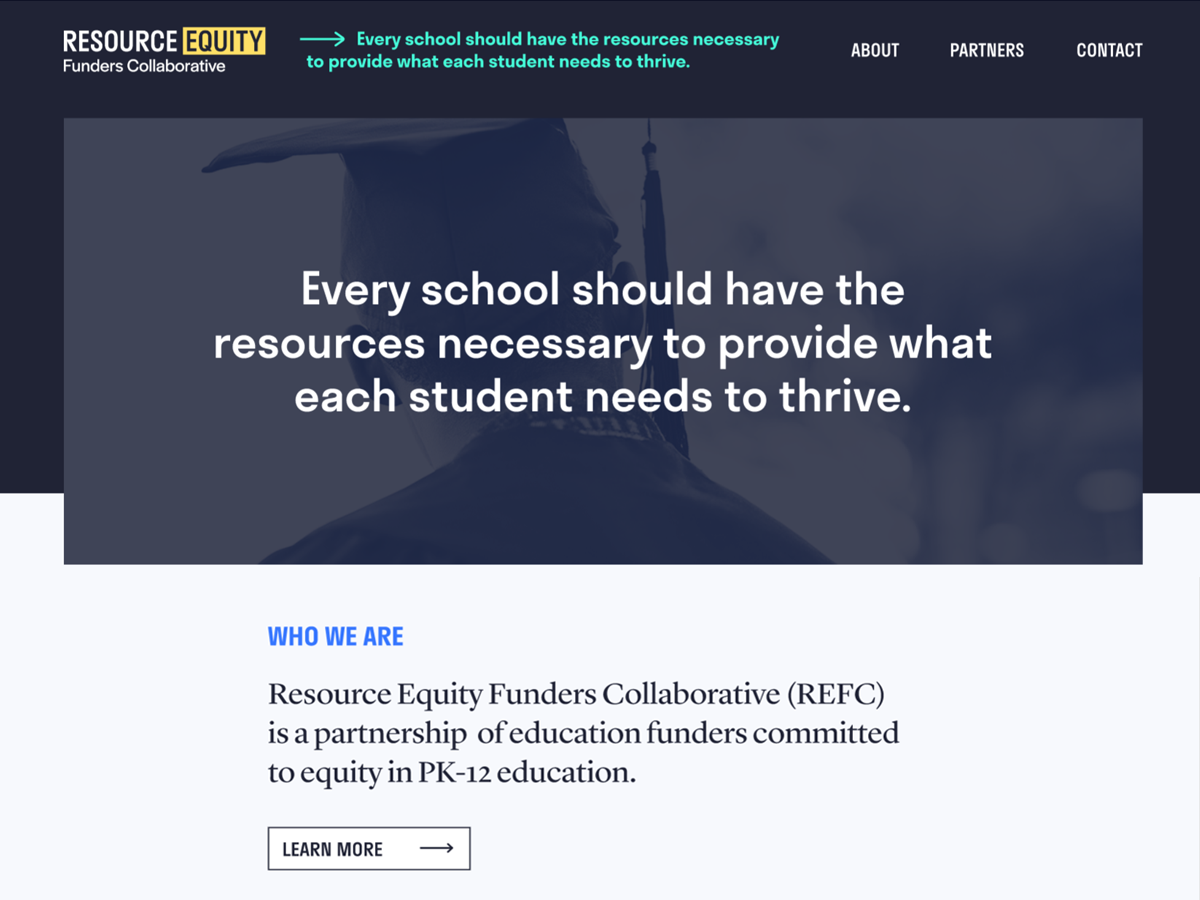 RESOURCE EQUITY
Funders Collaborative
Every school should have the resources necessary
to provide what each student needs to thrive.
ABOUT
PARTNERS
CONTACT
Every school should have the
resources necessary to provide what
each student needs to thrive.
WHO WE ARE
Resource Equity Funders Collaborative (REFC)
is a partnership of education funders committed
to equity in PK-12 education.
LEARN MORE